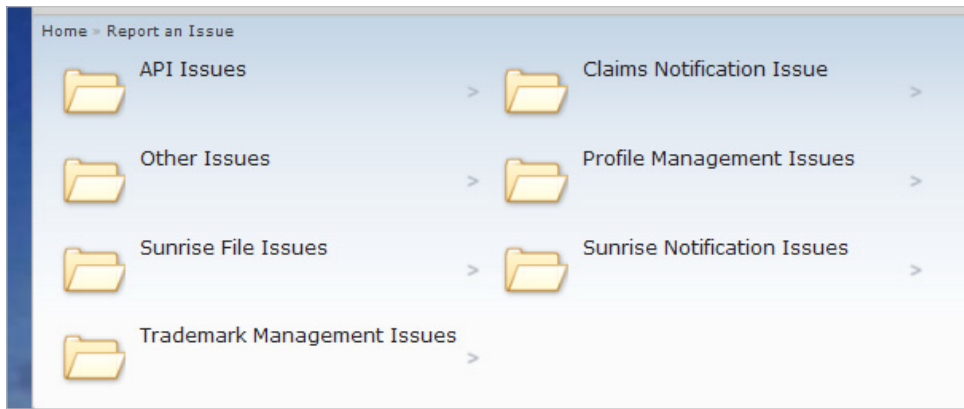 Home » Report an Issue
API Issues
>
Claims Notification Issue
>
Other Issues
>
Profile Management Issues
>
Sunrise File Issues
>
Sunrise Notification Issues
>
Trademark Management Issues
>